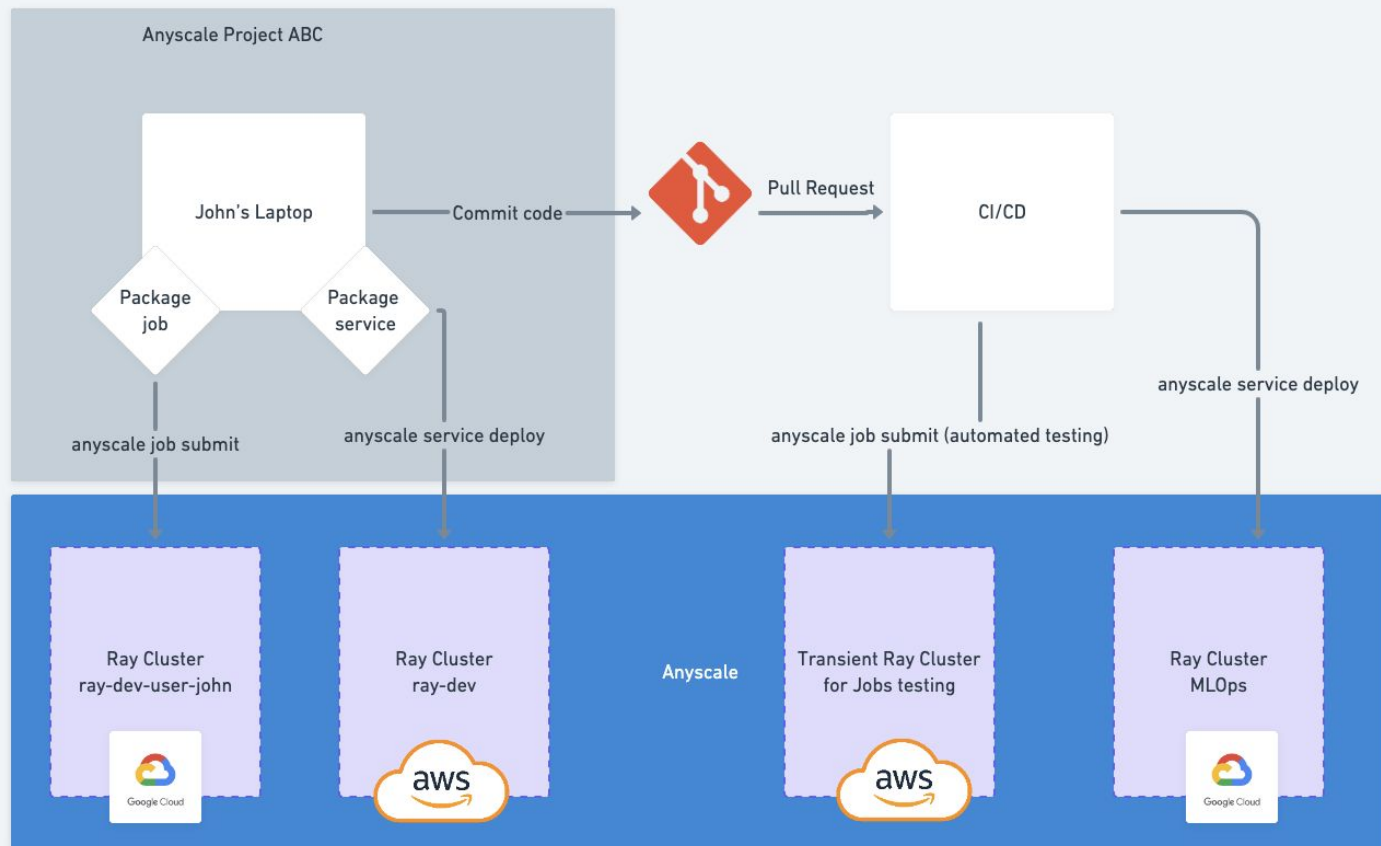 Anyscale Project ABC
John's Laptop
Commit code
Pull Request
CI/CD
Package
job
Package
service
anyscale job submit
anyscale service deploy
anyscale job submit (automated testing)
anyscale service deploy
Ray Cluster
ray-dev-user-john
Google Cloud
Ray Cluster
ray-dev
aws
Anyscale
Transient Ray Cluster
for Jobs testing
aws
Ray Cluster
MLOps
Google Cloud